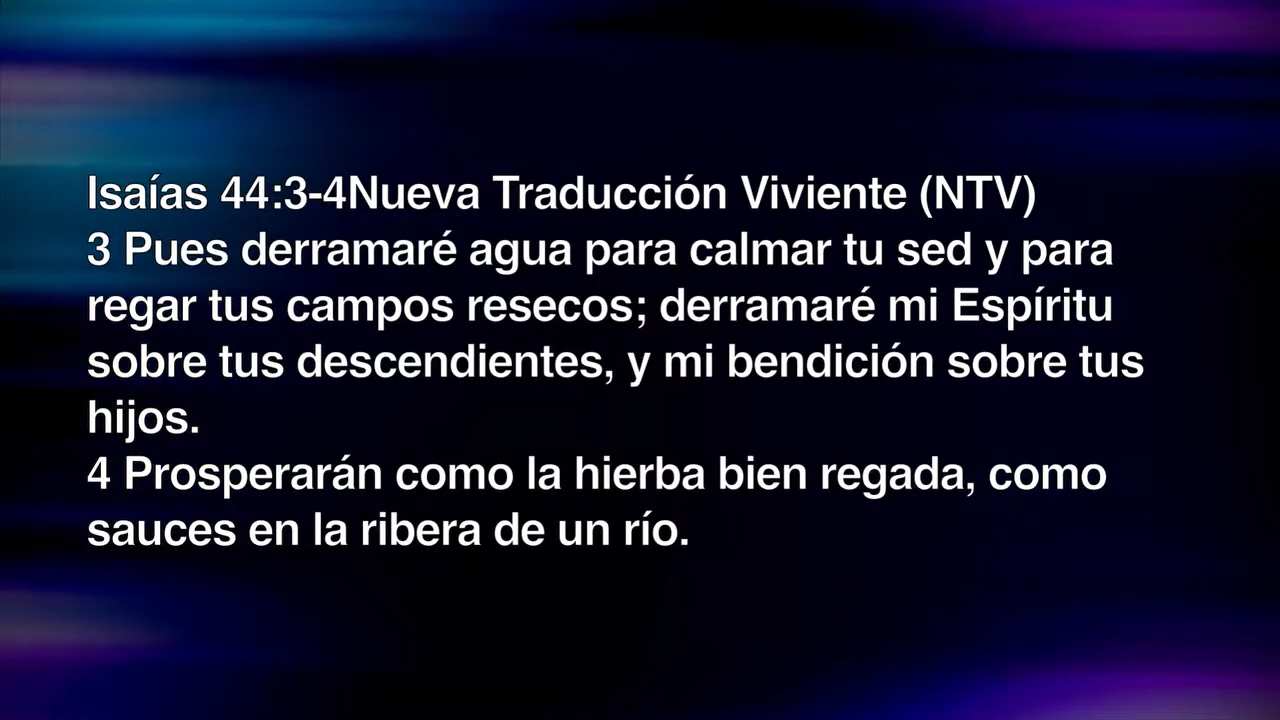 Isaías 44:3-4Nueva Traducción Viviente (NTV)
3 Pues derramaré agua para calmar tu sed y para
regar tus campos resecos; derramaré mi Espíritu
sobre tus descendientes, y mi bendición sobre tus
hijos.
4 Prosperarán como la hierba bien regada, como
sauces en la ribera de un río.